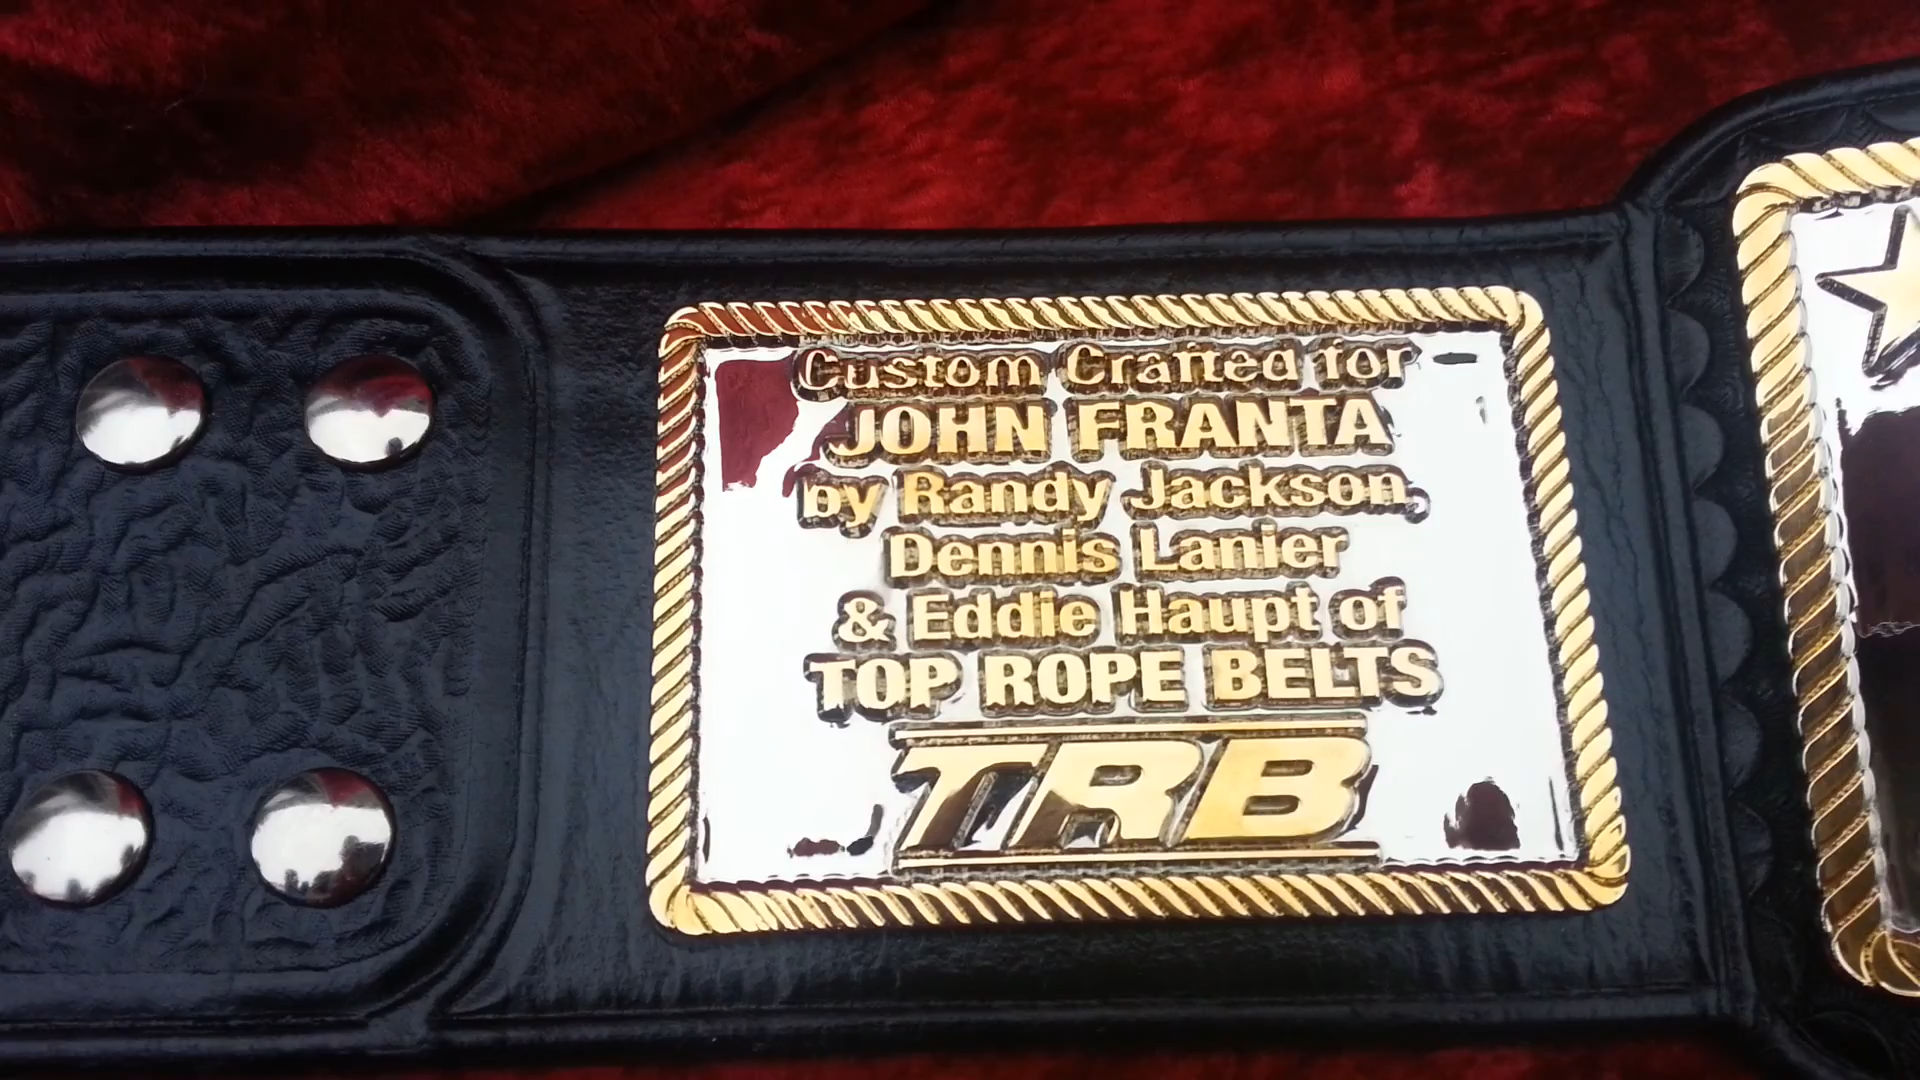 Custom Crafted for
JOHN FRANTA
by Randy Jackson,
Dennis Lanier
& Eddie Haupt of
TOP ROPE BELTS
TRB